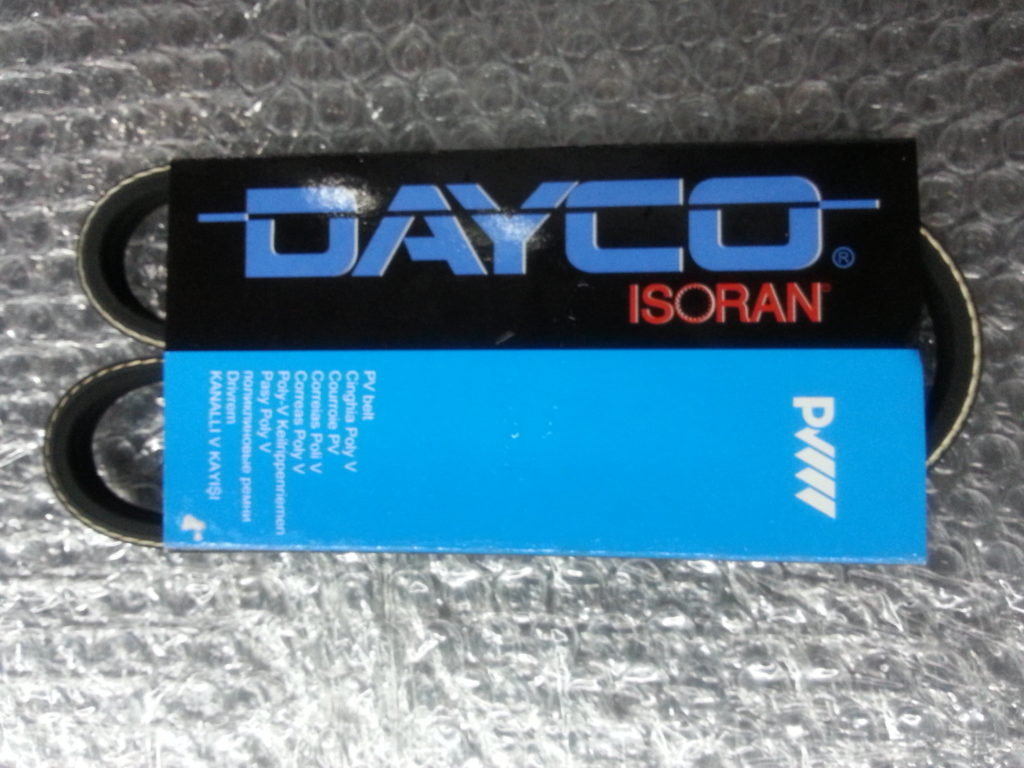 DAYCO®
ISORAN®
PV
PV belt
Cinghia Poly V
Courroie PV
Correias Poli V
Correas Poly V
Poly-V Keilrippenriemen
Pasy Poly V
поликлиновые ремни
Drivrem
KANALLI V KAYIŞI